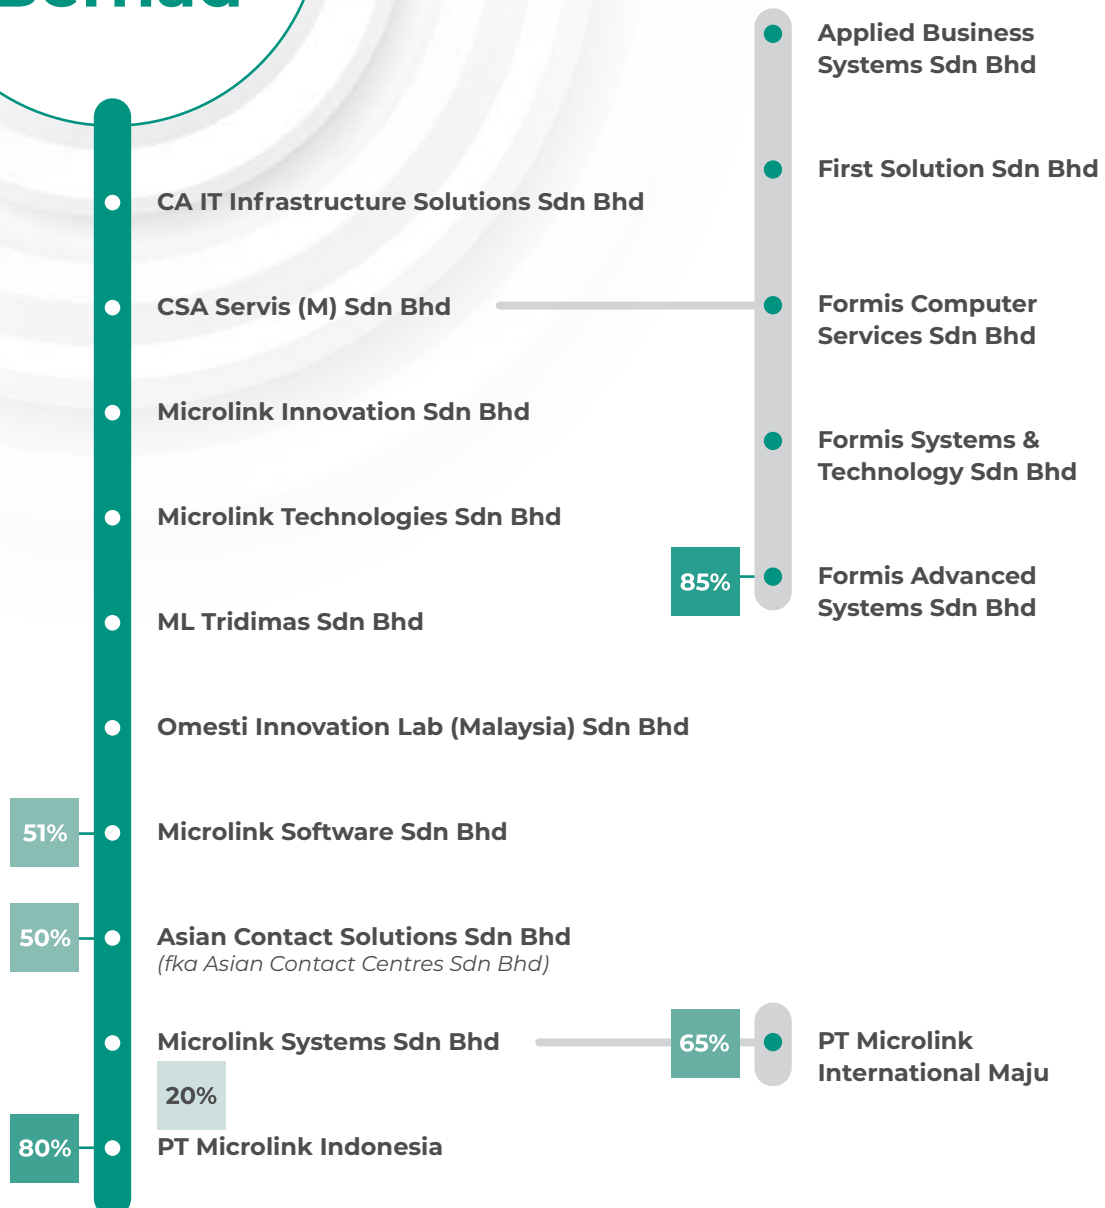 Berhad
CA IT Infrastructure Solutions Sdn Bhd
CSA Servis (M) Sdn Bhd
Microlink Innovation Sdn Bhd
Microlink Technologies Sdn Bhd
ML Tridimas Sdn Bhd
Omesti Innovation Lab (Malaysia) Sdn Bhd
51%
Microlink Software Sdn Bhd
50%
Asian Contact Solutions Sdn Bhd
(fka Asian Contact Centres Sdn Bhd)
Microlink Systems Sdn Bhd
20%
80%
PT Microlink Indonesia
Applied Business
Systems Sdn Bhd
First Solution Sdn Bhd
Formis Computer
Services Sdn Bhd
Formis Systems &
Technology Sdn Bhd
85%
Formis Advanced
Systems Sdn Bhd
65%
PT Microlink
International Maju